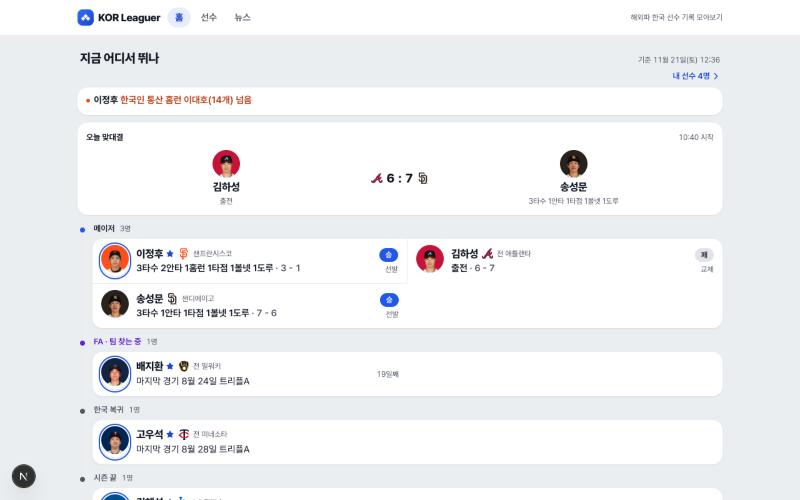 KOR Leaguer 홈 선수 뉴스 해외파 한국 선수 기록 모아보기
지금 어디서 뛰나 기준 11월 21일(토) 12:36
내 선수 4명 >
이정후 한국인 통산 홈런 이대호(14개) 넘음
오늘 맞대결 10:40 시작
6 : 7
김하성 송성문
출전 3타수 1안타 1타점 1볼넷 1도루
메이저 3명
이정후 샌프란시스코 승 김하성 전 애틀랜타 패
3타수 2안타 1홈런 1타점 1볼넷 1도루 · 3 - 1 선발 출전 · 6 - 7 교체
송성문 샌디에이고 승
3타수 1안타 1타점 1볼넷 1도루 · 7 - 6 선발
FA · 팀 찾는 중 1명
배지환 전 밀워키
마지막 경기 8월 24일 트리플A 19일째
한국 복귀 1명
고우석 전 미네소타
마지막 경기 8월 28일 트리플A
시즌 끝 1명
N